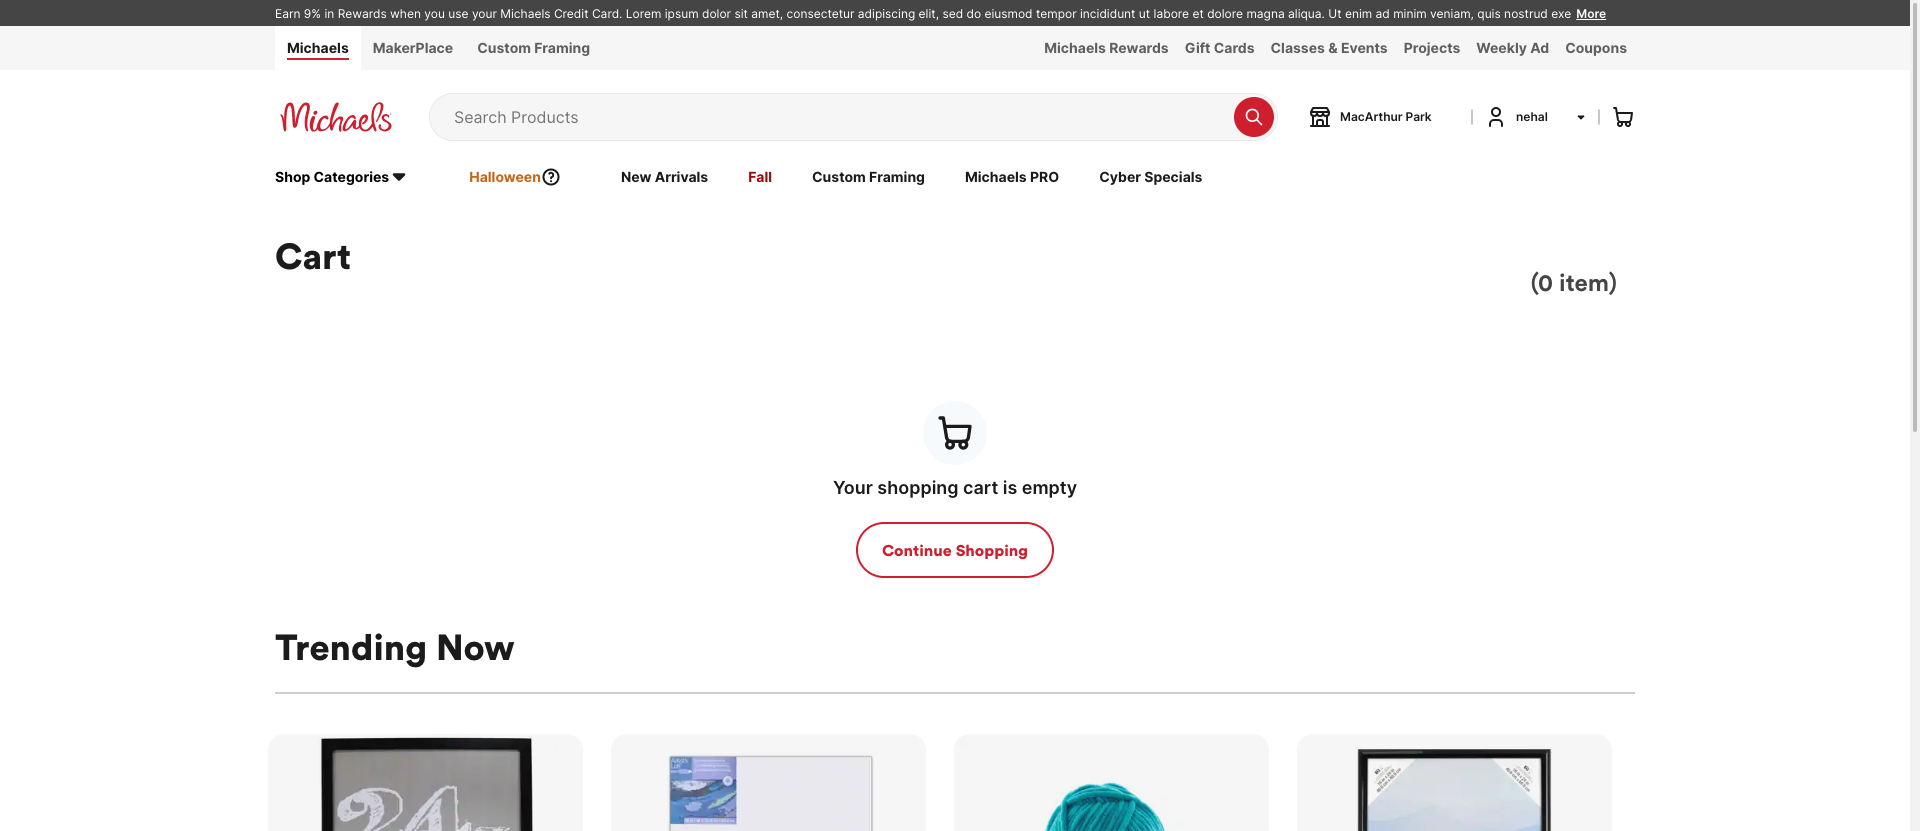 Earn 9% in Rewards when you use your Michaels Credit Card. Lorem ipsum dolor sit amet, consectetur adipiscing elit, sed do eiusmod tempor incididunt ut labore et dolore magna aliqua. Ut enim ad minim veniam, quis nostrud exe More
Michaels MakerPlace Custom Framing Michaels Rewards Gift Cards Classes & Events Projects Weekly Ad Coupons
Michaels Search Products MacArthur Park nehal
Shop Categories Halloween New Arrivals Fall Custom Framing Michaels PRO Cyber Specials
Cart
(0 item)
Your shopping cart is empty
Continue Shopping
Trending Now
24